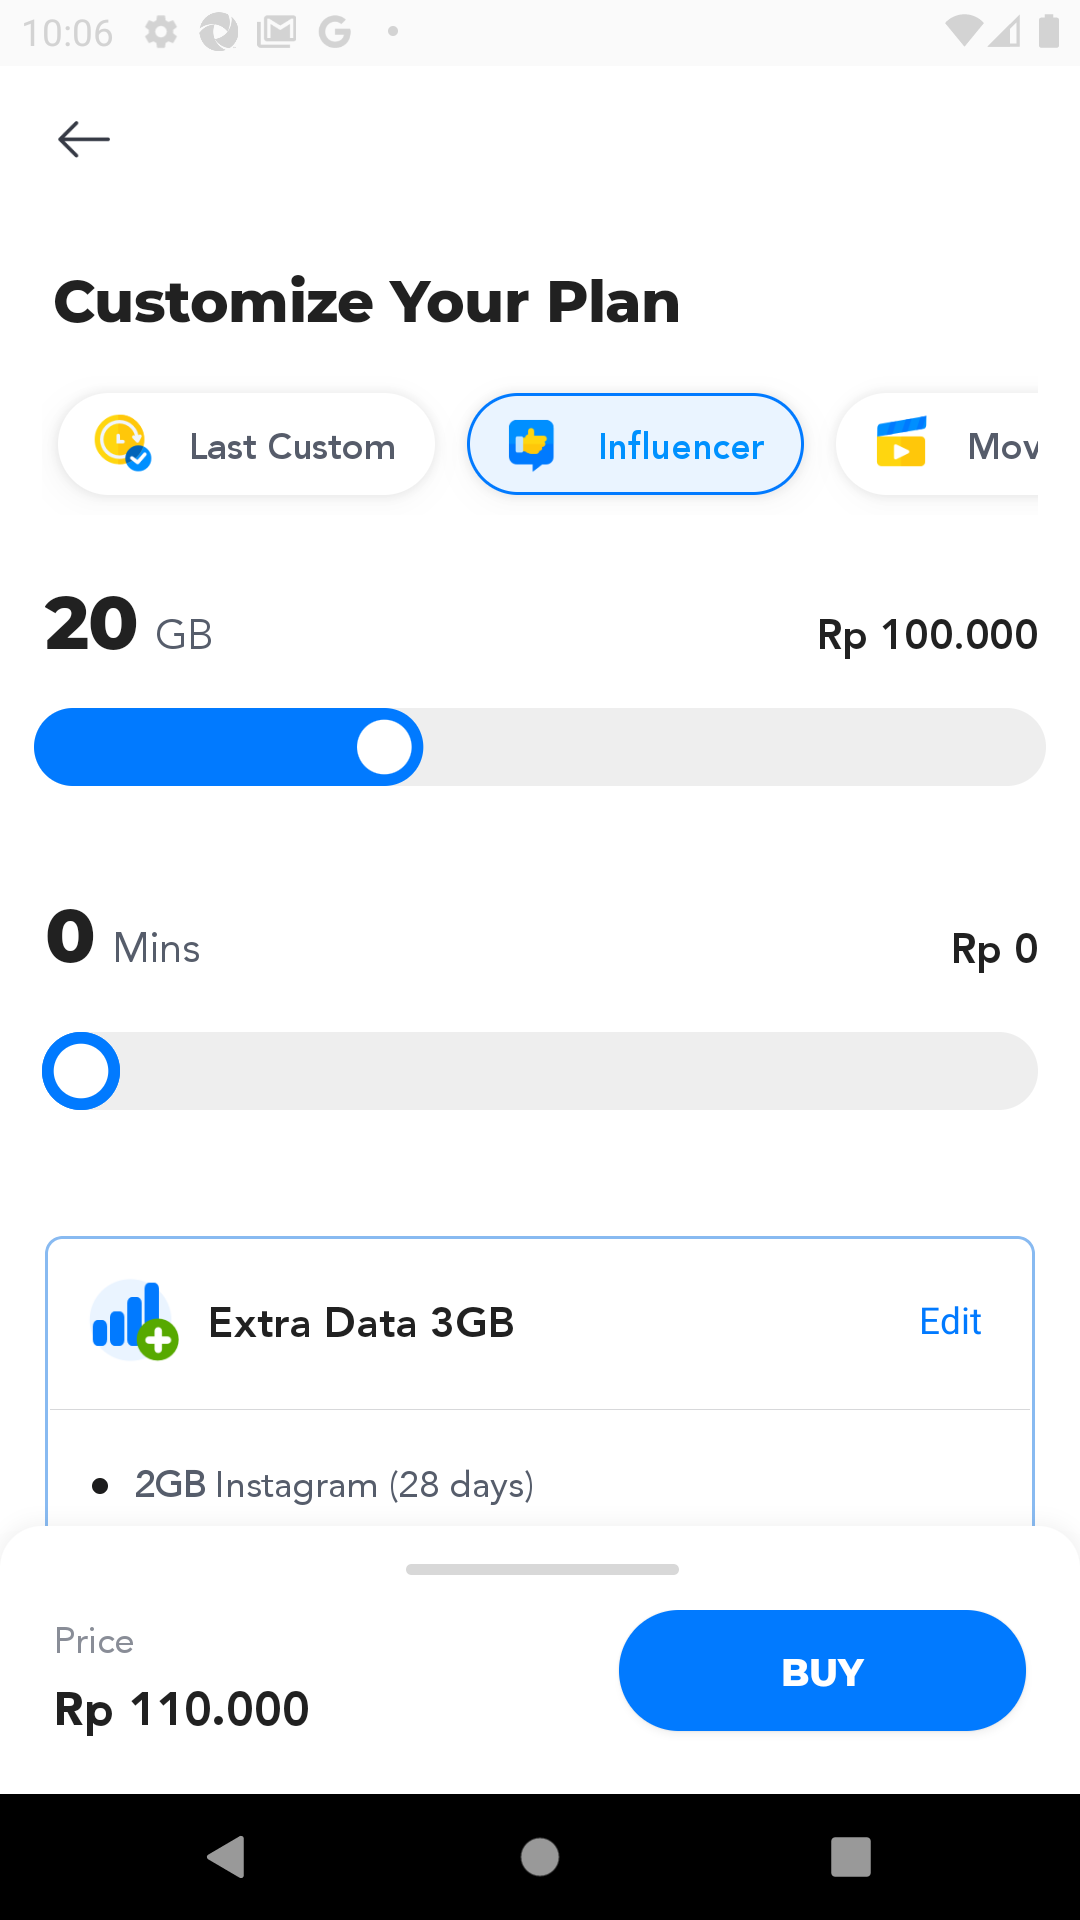 10:06
Customize Your Plan
Last Custom
Influencer
Mov
20 GB
Rp 100.000
0 Mins
Rp 0
Extra Data 3GB
Edit
• 2GB Instagram (28 days)
Price
Rp 110.000
BUY